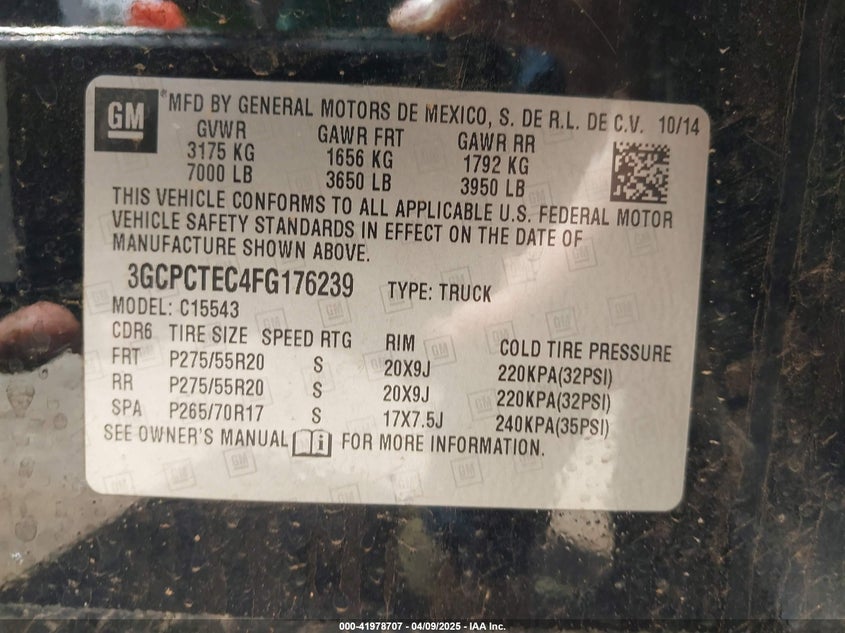 GM ®MFD BY GENERAL MOTORS DE MEXICO, S. DE R.L. DE C.V. 10/14
GVWR GAWR FRT GAWR RR
3175 KG 1656 KG 1792 KG
7000 LB 3650 LB 3950 LB
THIS VEHICLE CONFORMS TO ALL APPLICABLE U.S. FEDERAL MOTOR
VEHICLE SAFETY STANDARDS IN EFFECT ON THE DATE OF
MANUFACTURE SHOWN ABOVE.
3GCPCTEC4FG176239 TYPE: TRUCK
MODEL: C15543
CDR6 TIRE SIZE SPEED RTG RIM COLD TIRE PRESSURE
FRT P275/55R20 S 20X9J 220KPA(32PSI)
RR P275/55R20 S 20X9J 220KPA(32PSI)
SPA P265/70R17 S 17X7.5J 240KPA(35PSI)
SEE OWNER'S MANUAL FOR MORE INFORMATION.
000-41978707 - 04/09/2025 - IAA Inc.